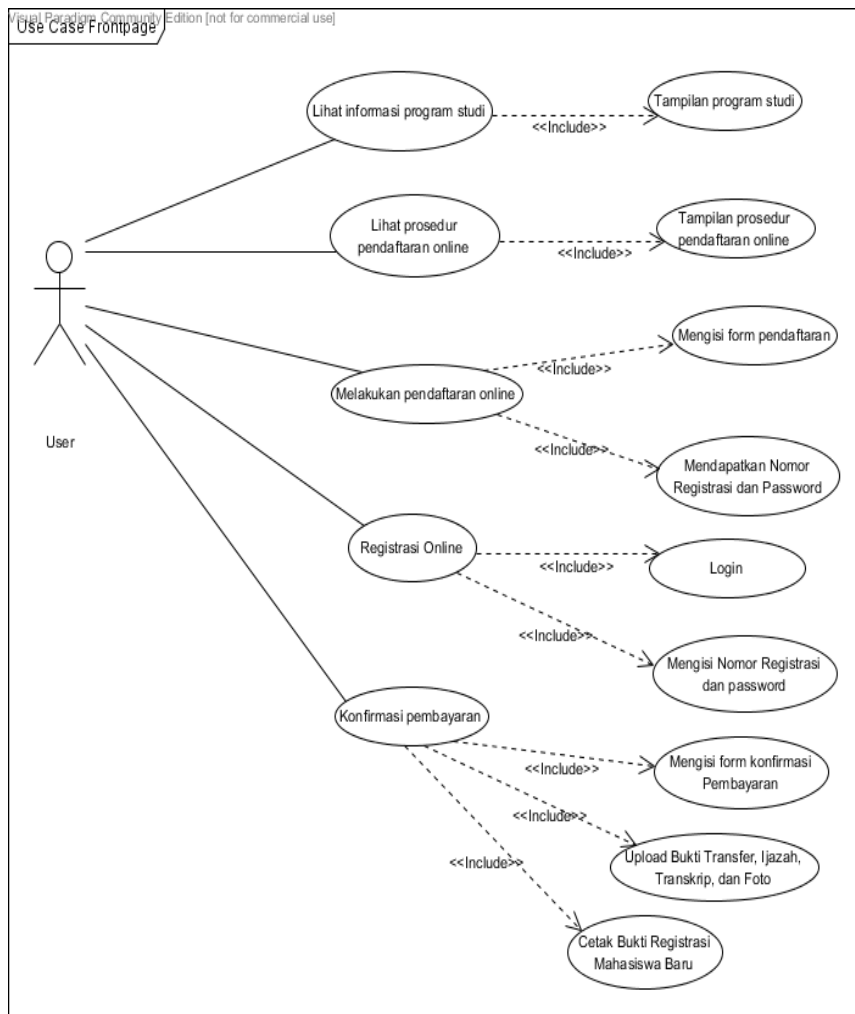 Visual Paradigm Community Edition [not for commercial use]
Use Case Frontpage
Lihat informasi program studi
<<Include>>
Tampilan program studi
Lihat prosedur
pendaftaran online
<<Include>>
Tampilan prosedur
pendaftaran online
User
Melakukan pendaftaran online
<<Include>>
Mengisi form pendaftaran
<<Include>>
Mendapatkan Nomor
Registrasi dan Password
Registrasi Online
<<Include>>
Login
<<Include>>
Mengisi Nomor Registrasi
dan password
Konfirmasi pembayaran
<<Include>>
Mengisi form konfirmasi
Pembayaran
<<Include>>
Upload Bukti Transfer, Ijazah,
Transkrip, dan Foto
<<Include>>
Cetak Bukti Registrasi
Mahasiswa Baru